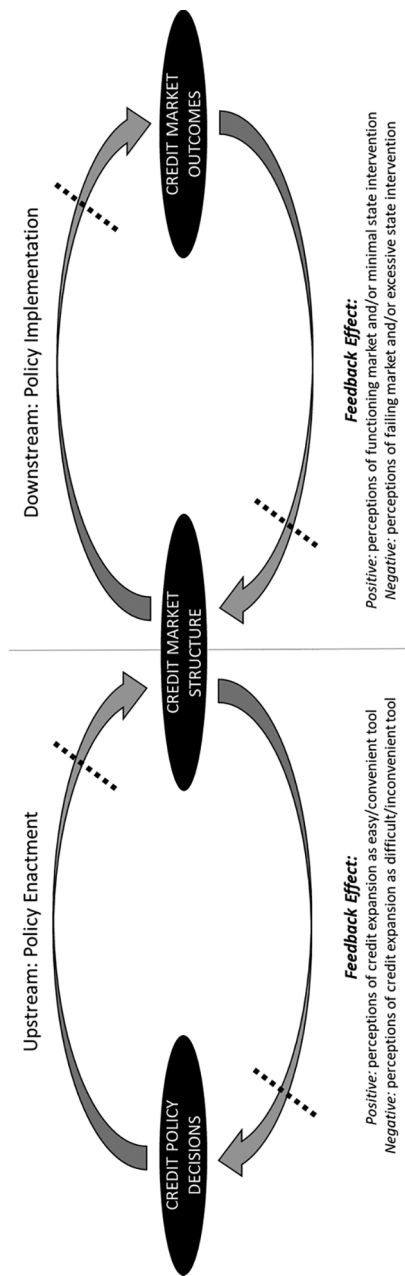 Upstream: Policy Enactment
Downstream: Policy Implementation
CREDIT POLICY
DECISIONS
CREDIT MARKET
STRUCTURE
CREDIT MARKET
OUTCOMES
Feedback Effect:
Positive: perceptions of credit expansion as easy/convenient tool
Negative: perceptions of credit expansion as difficult/inconvenient tool
Feedback Effect:
Positive: perceptions of functioning market and/or minimal state intervention
Negative: perceptions of failing market and/or excessive state intervention